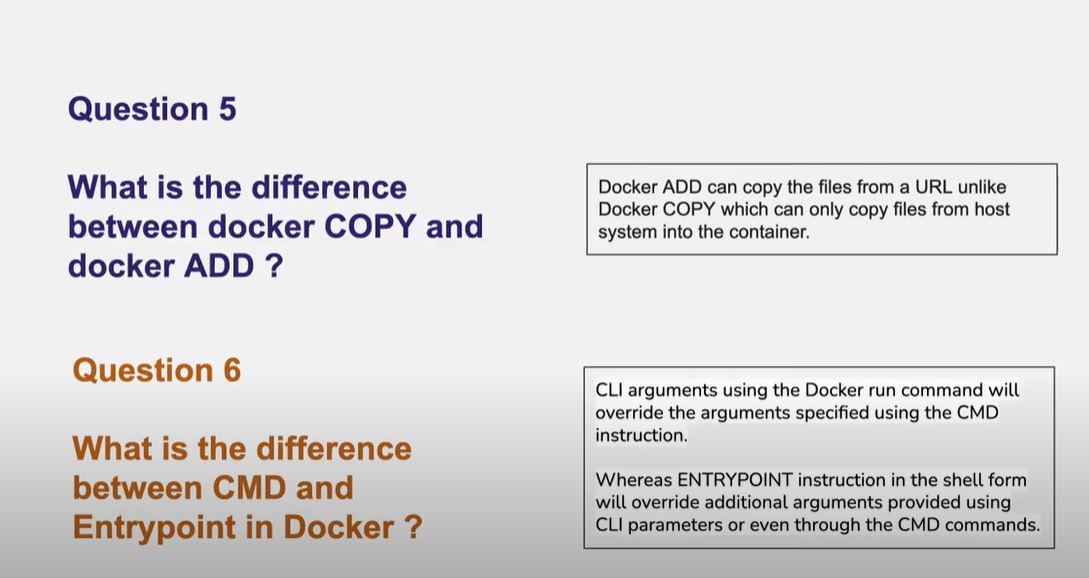 Question 5
What is the difference
between docker COPY and
docker ADD ?
Docker ADD can copy the files from a URL unlike
Docker COPY which can only copy files from host
system into the container.
Question 6
What is the difference
between CMD and
Entrypoint in Docker ?
CLI arguments using the Docker run command will
override the arguments specified using the CMD
instruction.
Whereas ENTRYPOINT instruction in the shell form
will override additional arguments provided using
CLI parameters or even through the CMD commands.